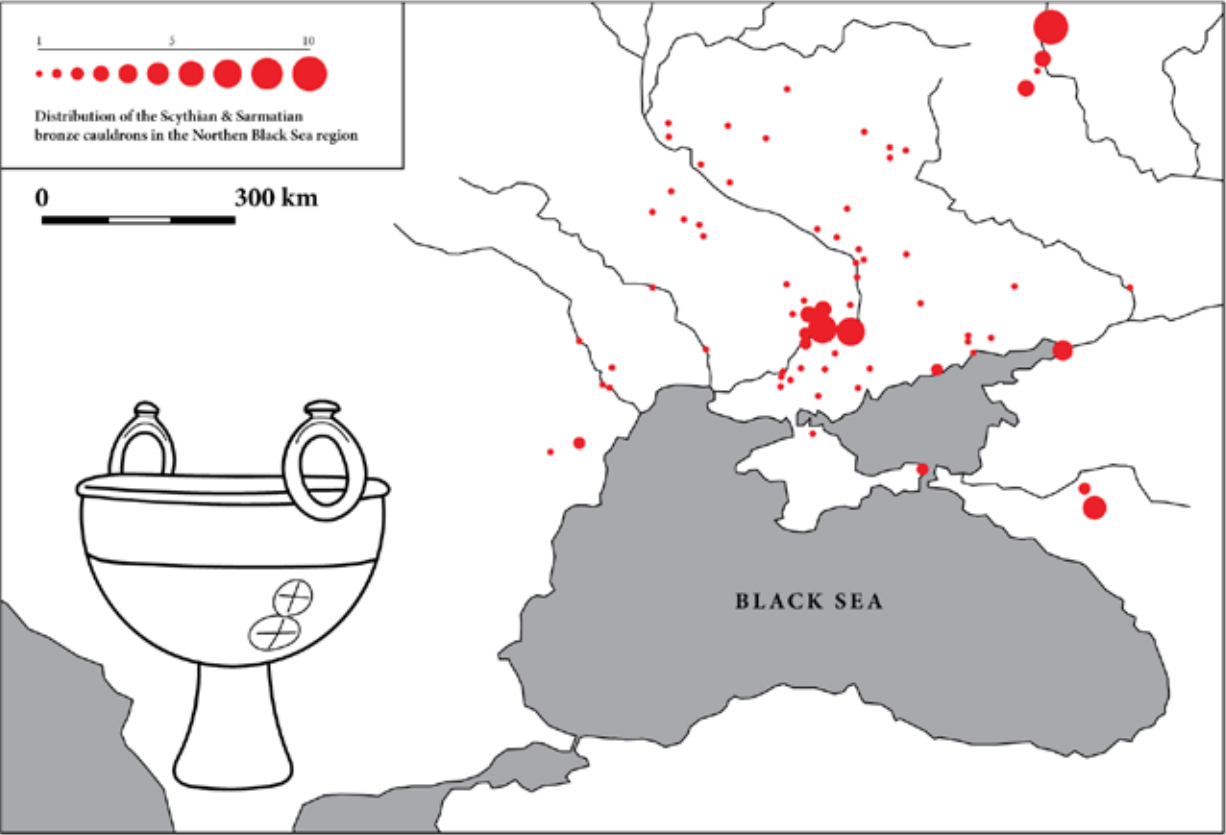 1 5 10
Distribution of the Scythian & Sarmatian
bronze cauldrons in the Northen Black Sea region
0 300 km
BLACK SEA